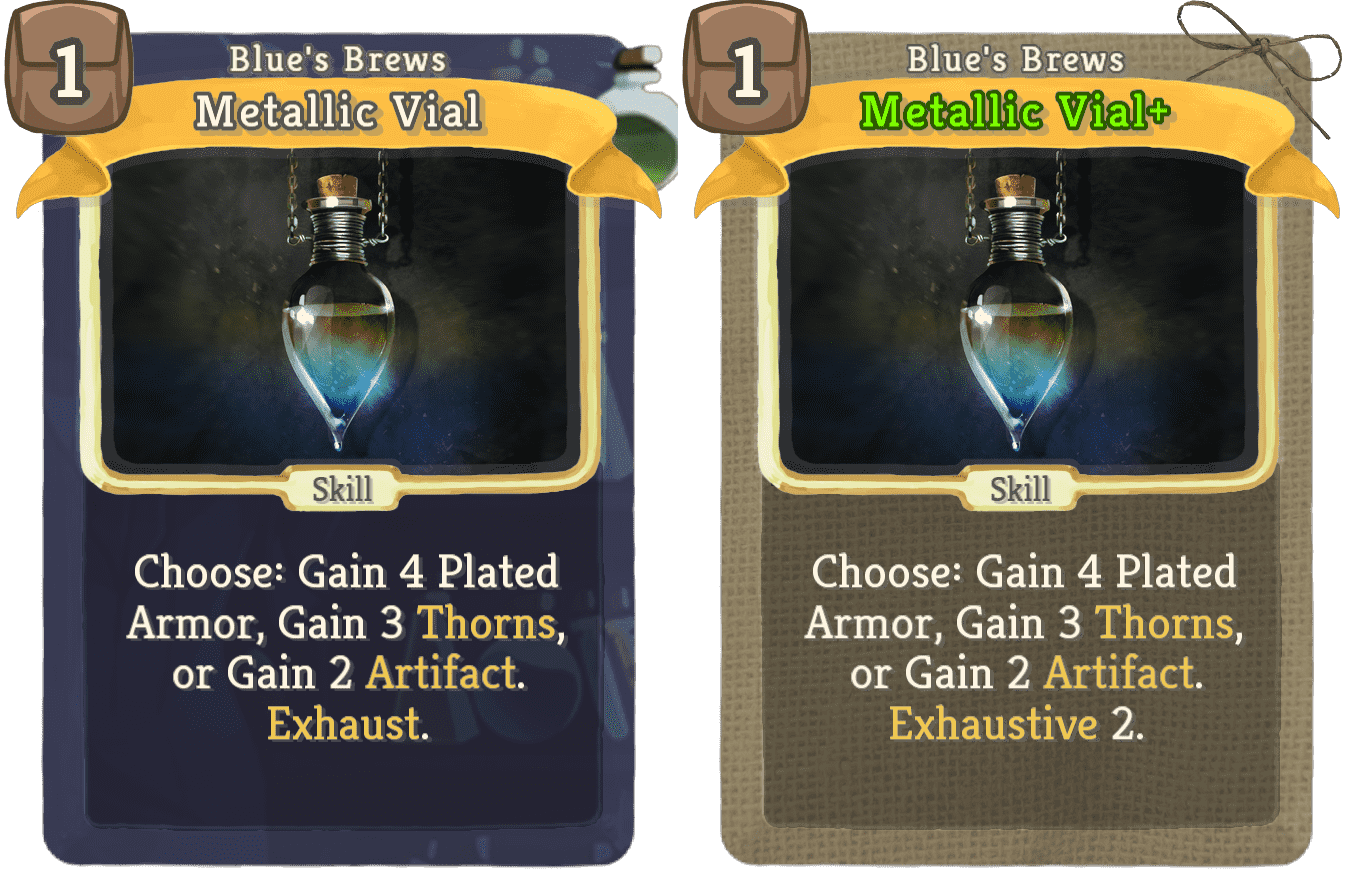 1
Blue's Brews
Metallic Vial
Skill
Choose: Gain 4 Plated
Armor, Gain 3 Thorns,
or Gain 2 Artifact.
Exhaust.
1
Blue's Brews
Metallic Vial+
Skill
Choose: Gain 4 Plated
Armor, Gain 3 Thorns,
or Gain 2 Artifact.
Exhaustive 2.